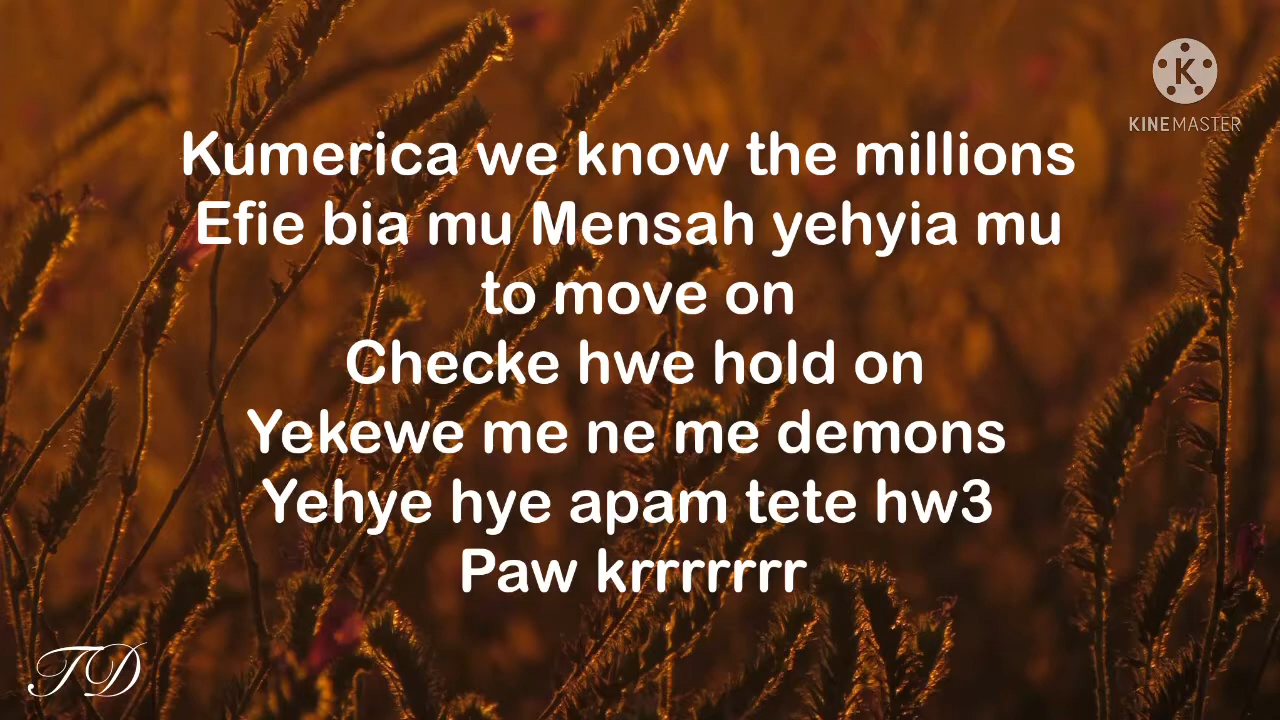 K
KINEMASTER
Kumerica we know the millions
Efie bia mu Mensah yehyia mu
to move on
Checke hwe hold on
Yekewe me ne me demons
Yehye hye apam tete hw3
Paw krrrrrrr
TD